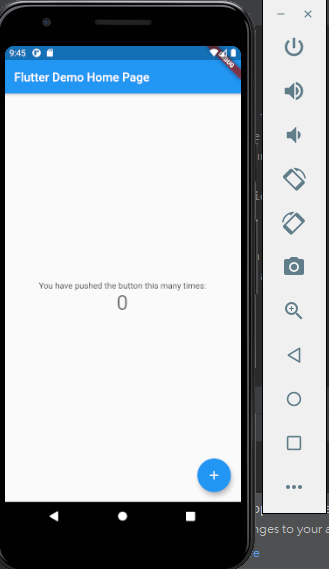 9:45
DEBUG
Flutter Demo Home Page
You have pushed the button this many times:
0
+
nges to your a